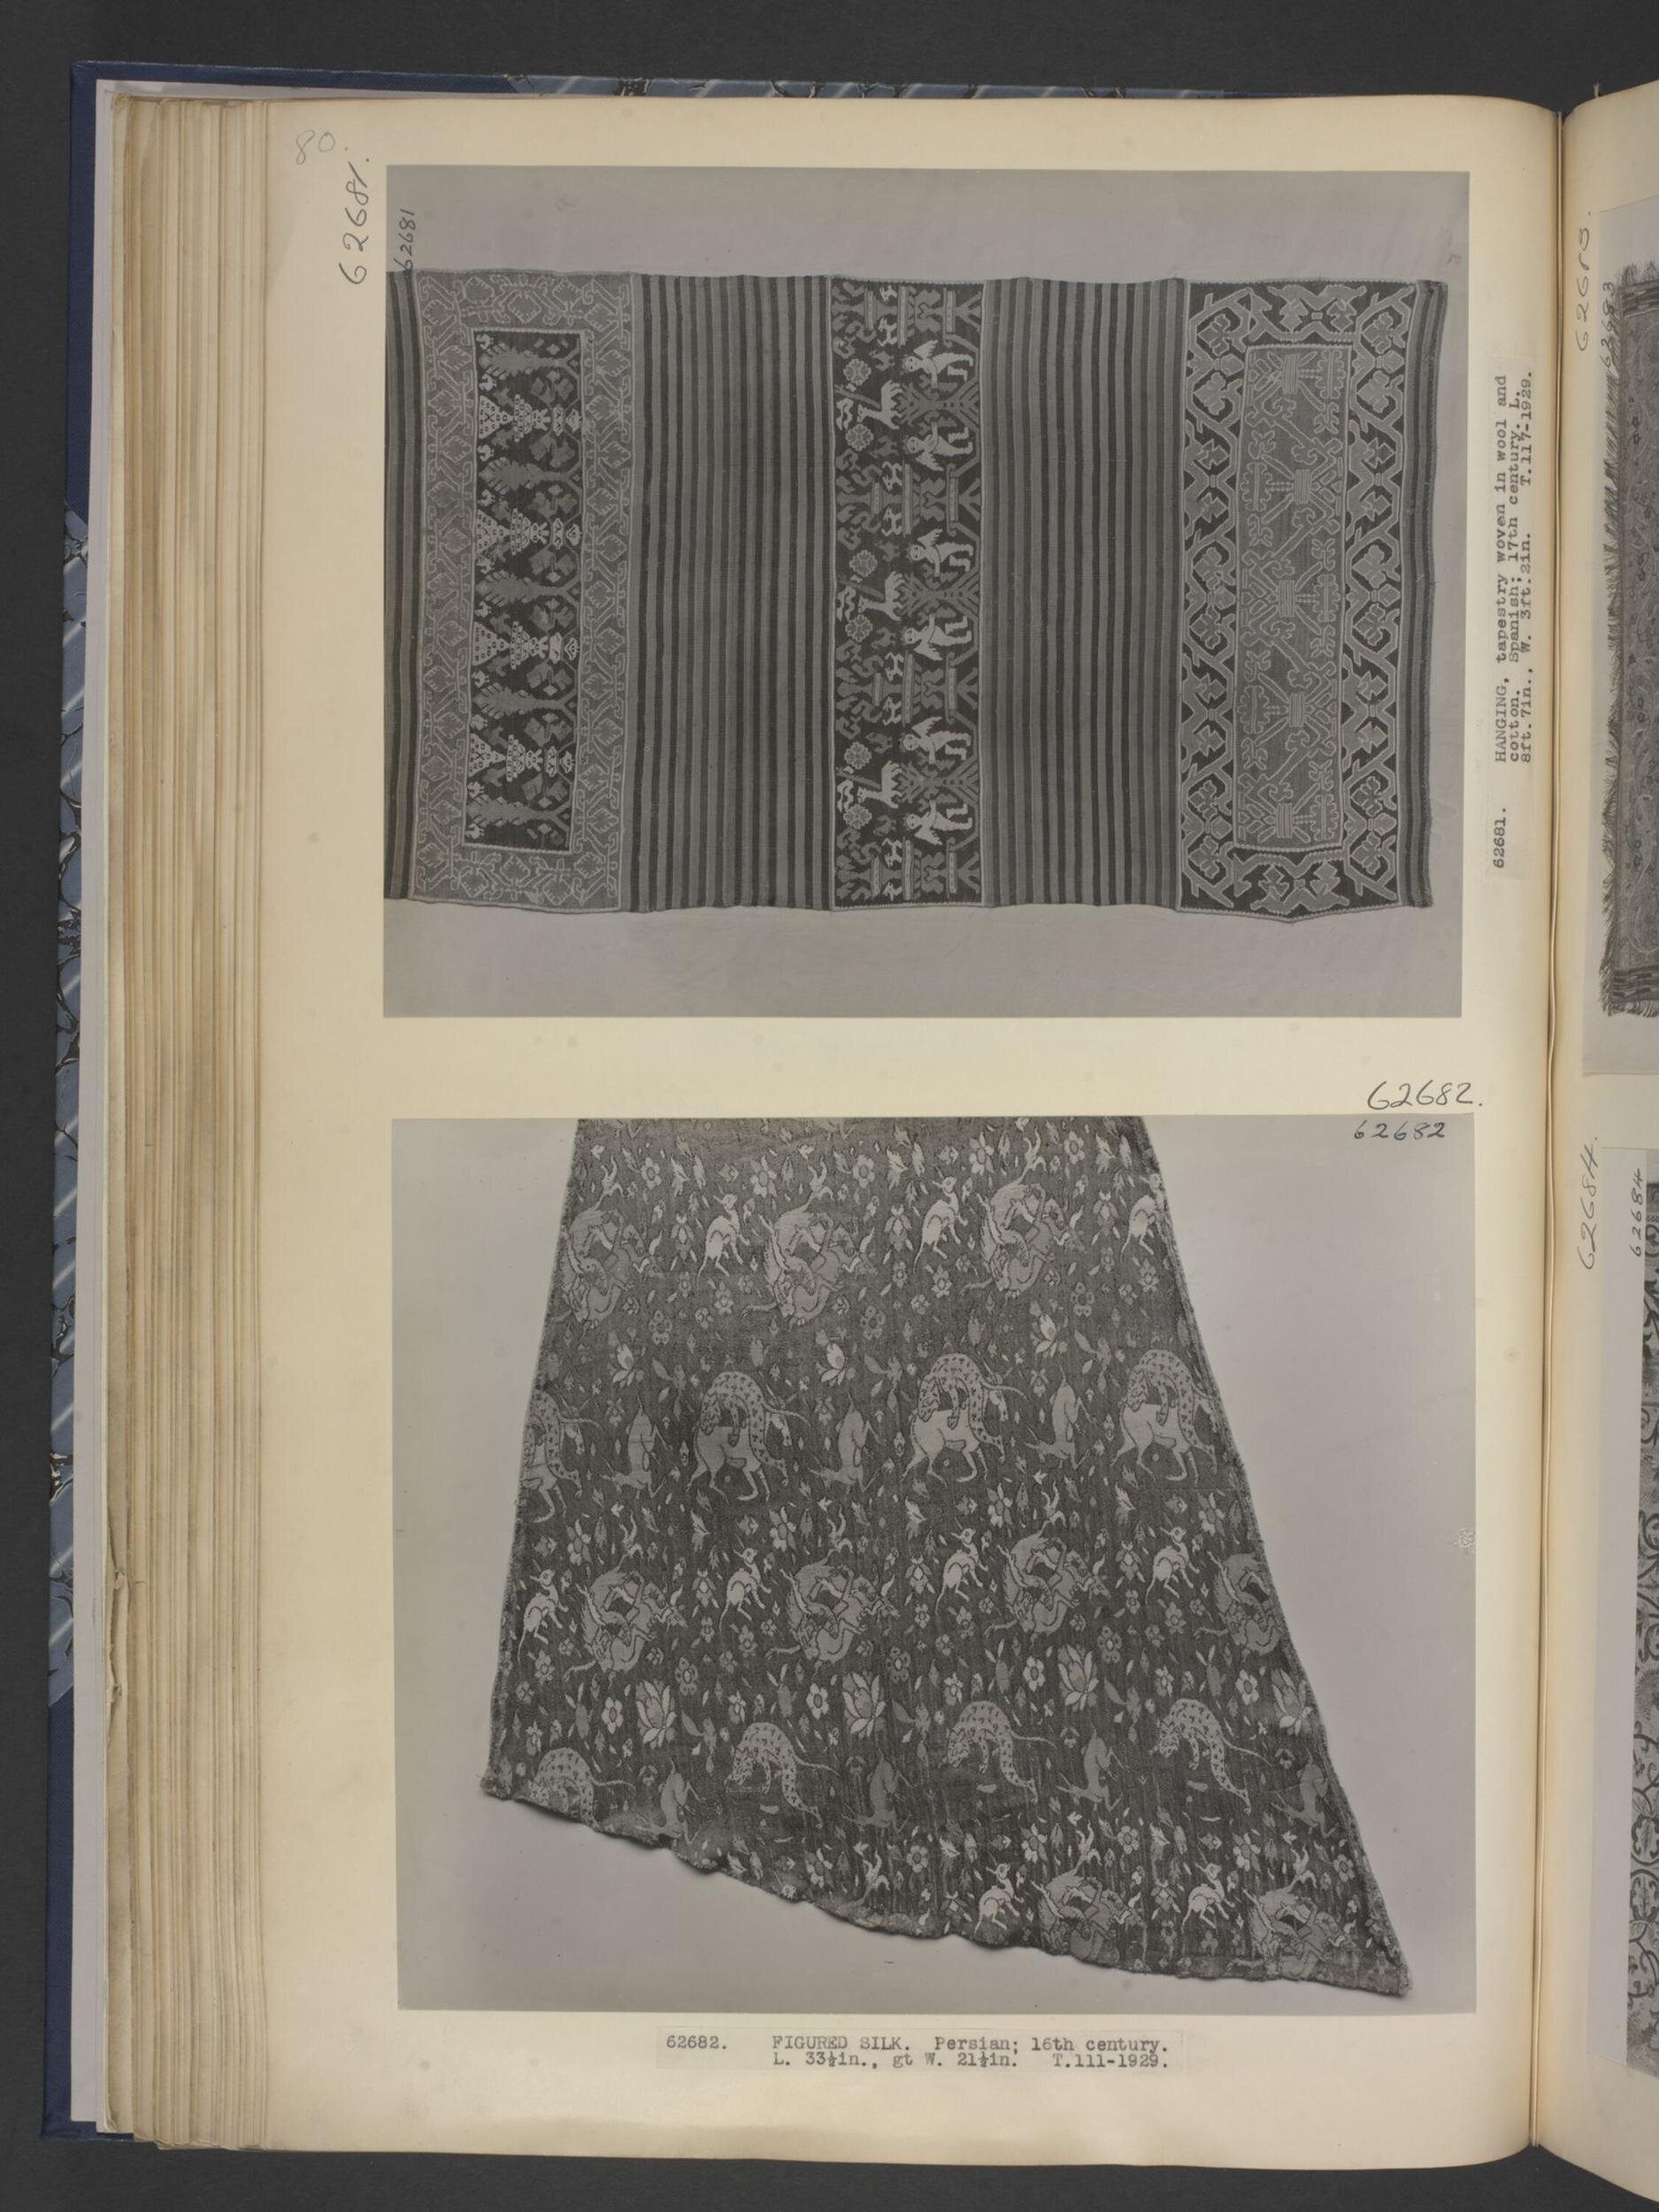 80.
62681.
62681
62681. HANGING, tapestry woven in wool and
cotton. Spanish; 17th century. L.
8ft.7in., W. 3ft.2in. T.117-1929.
62682.
62682
62682. FIGURED SILK. Persian; 16th century.
L. 33½in., gt W. 21½in. T.111-1929.
62683
62684.
62684